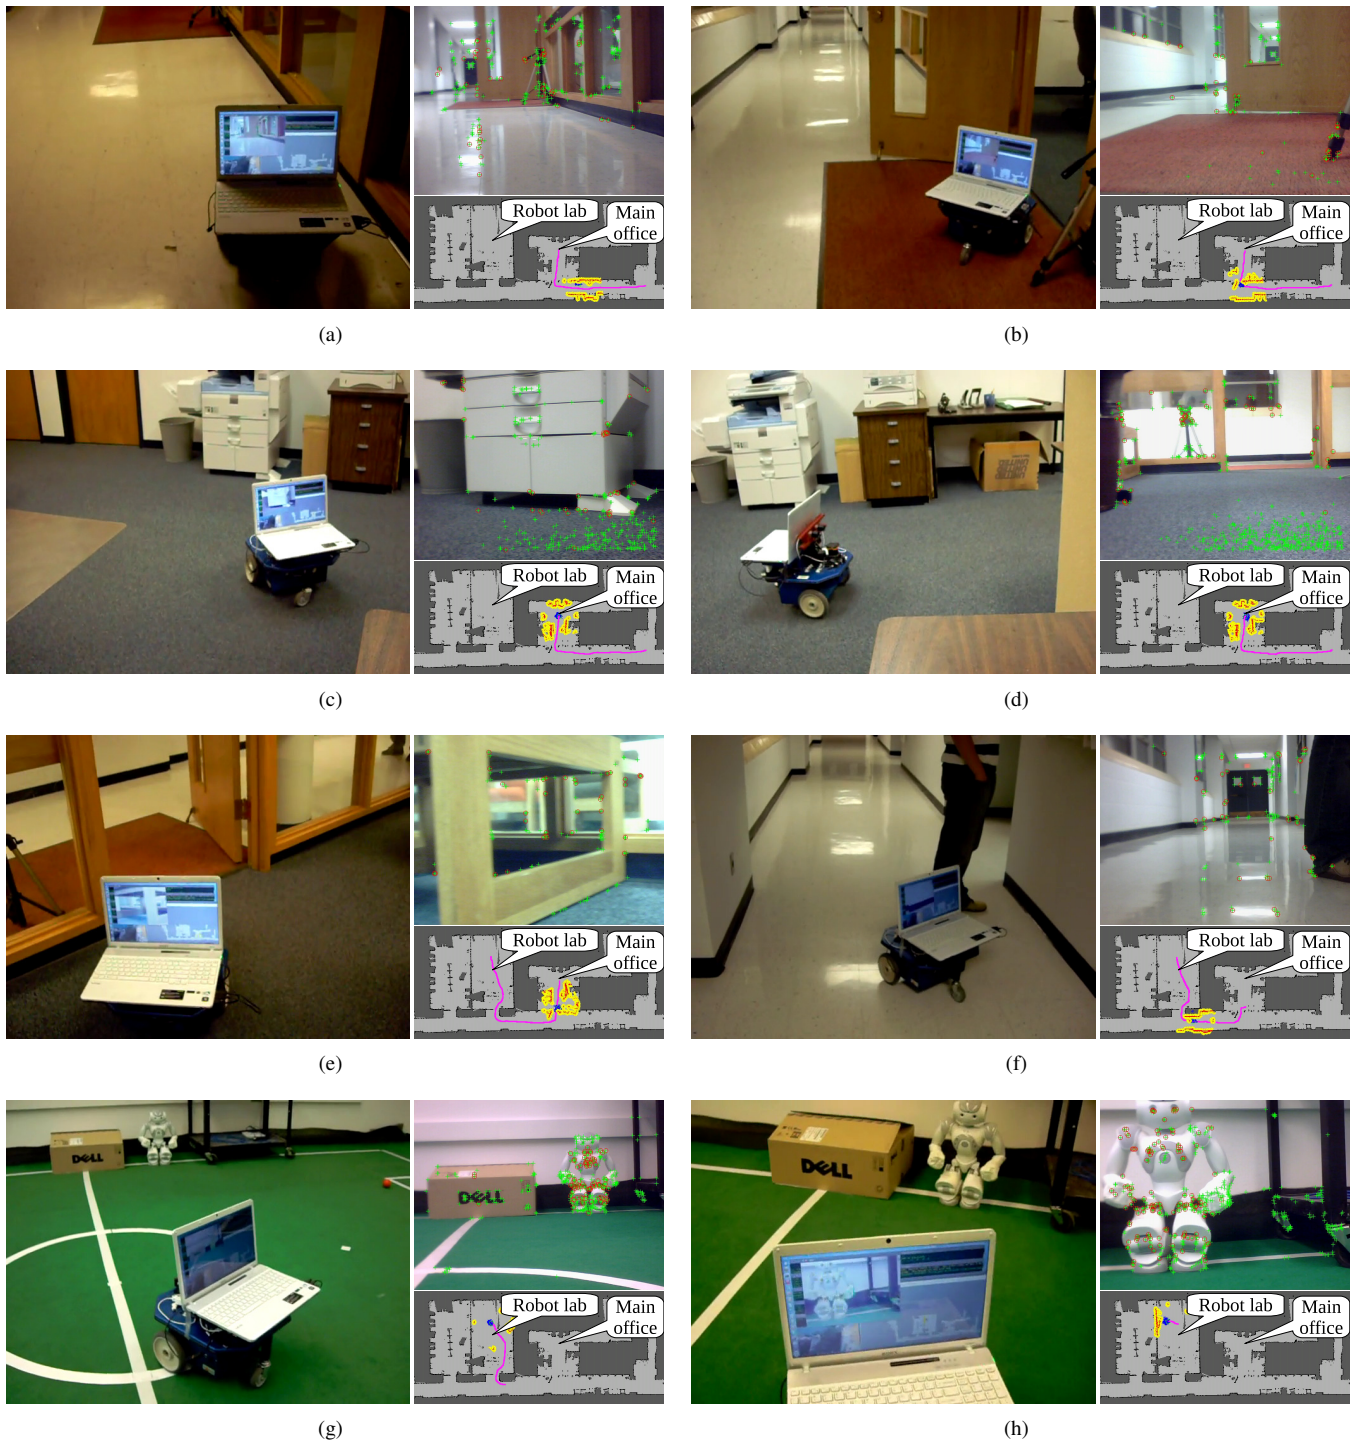 Robot lab
Main
office
Robot lab
Main
office
(a)
(b)
Robot lab
Main
office
Robot lab
Main
office
(c)
(d)
Robot lab
Main
office
Robot lab
Main
office
(e)
(f)
DELL
DELL
Robot lab
Main
office
DELL
Robot lab
Main
office
(g)
(h)